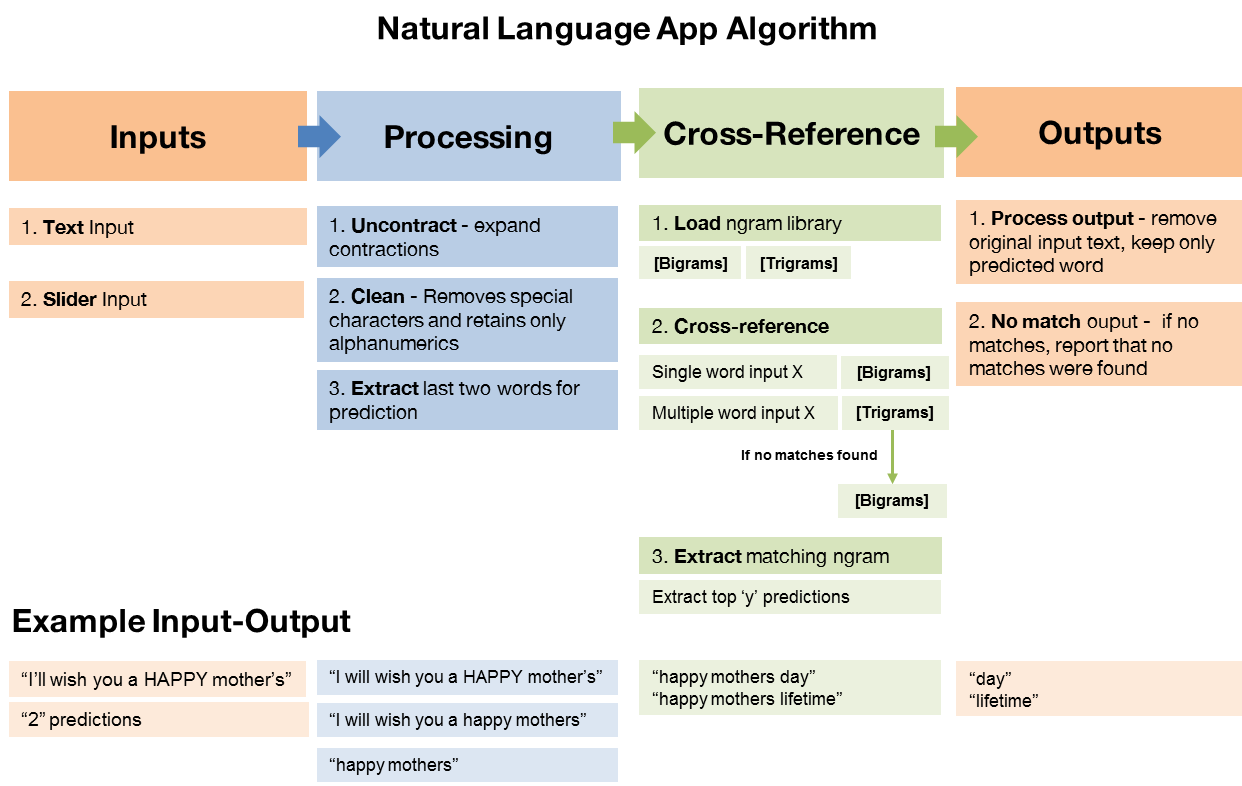 Natural Language App Algorithm
Inputs
Processing
Cross-Reference
Outputs
1. Text Input
2. Slider Input
1. Uncontract - expand
contractions
2. Clean - Removes special
characters and retains only
alphanumerics
3. Extract last two words for
prediction
1. Load ngram library
[Bigrams]
[Trigrams]
2. Cross-reference
Single word input X
[Bigrams]
Multiple word input X
[Trigrams]
If no matches found
[Bigrams]
3. Extract matching ngram
Extract top ‘y’ predictions
1. Process output - remove
original input text, keep only
predicted word
2. No match ouput - if no
matches, report that no
matches were found
Example Input-Output
“I’ll wish you a HAPPY mother’s”
“2” predictions
“I will wish you a HAPPY mother’s”
“I will wish you a happy mothers”
“happy mothers”
“happy mothers day”
“happy mothers lifetime”
“day”
“lifetime”